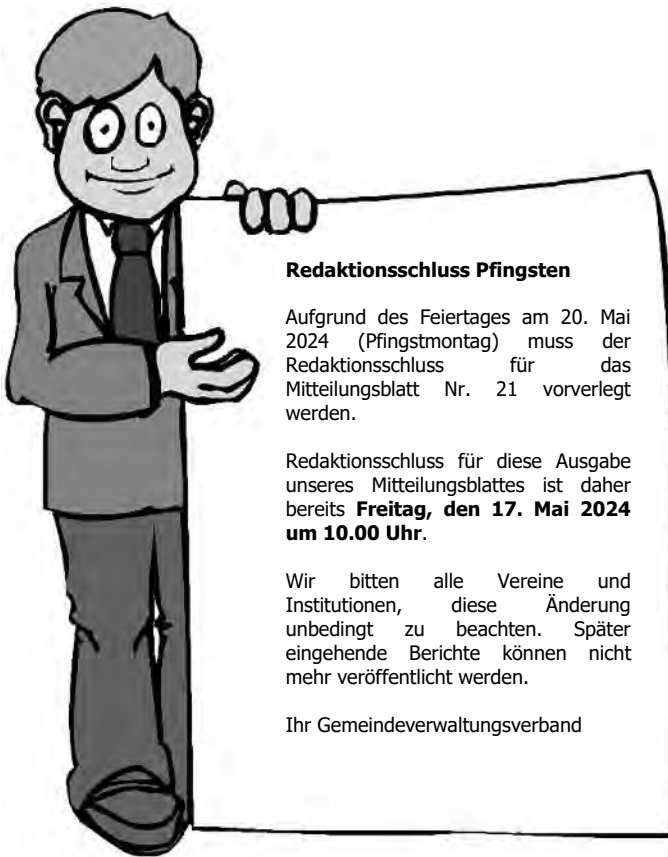 Redaktionsschluss Pfingsten
Aufgrund des Feiertages am 20. Mai
2024 (Pfingstmontag) muss der
Redaktionsschluss für das
Mitteilungsblatt Nr. 21 vorverlegt
werden.
Redaktionsschluss für diese Ausgabe
unseres Mitteilungsblattes ist daher
bereits Freitag, den 17. Mai 2024
um 10.00 Uhr.
Wir bitten alle Vereine und
Institutionen, diese Änderung
unbedingt zu beachten. Später
eingehende Berichte können nicht
mehr veröffentlicht werden.
Ihr Gemeindeverwaltungsverband